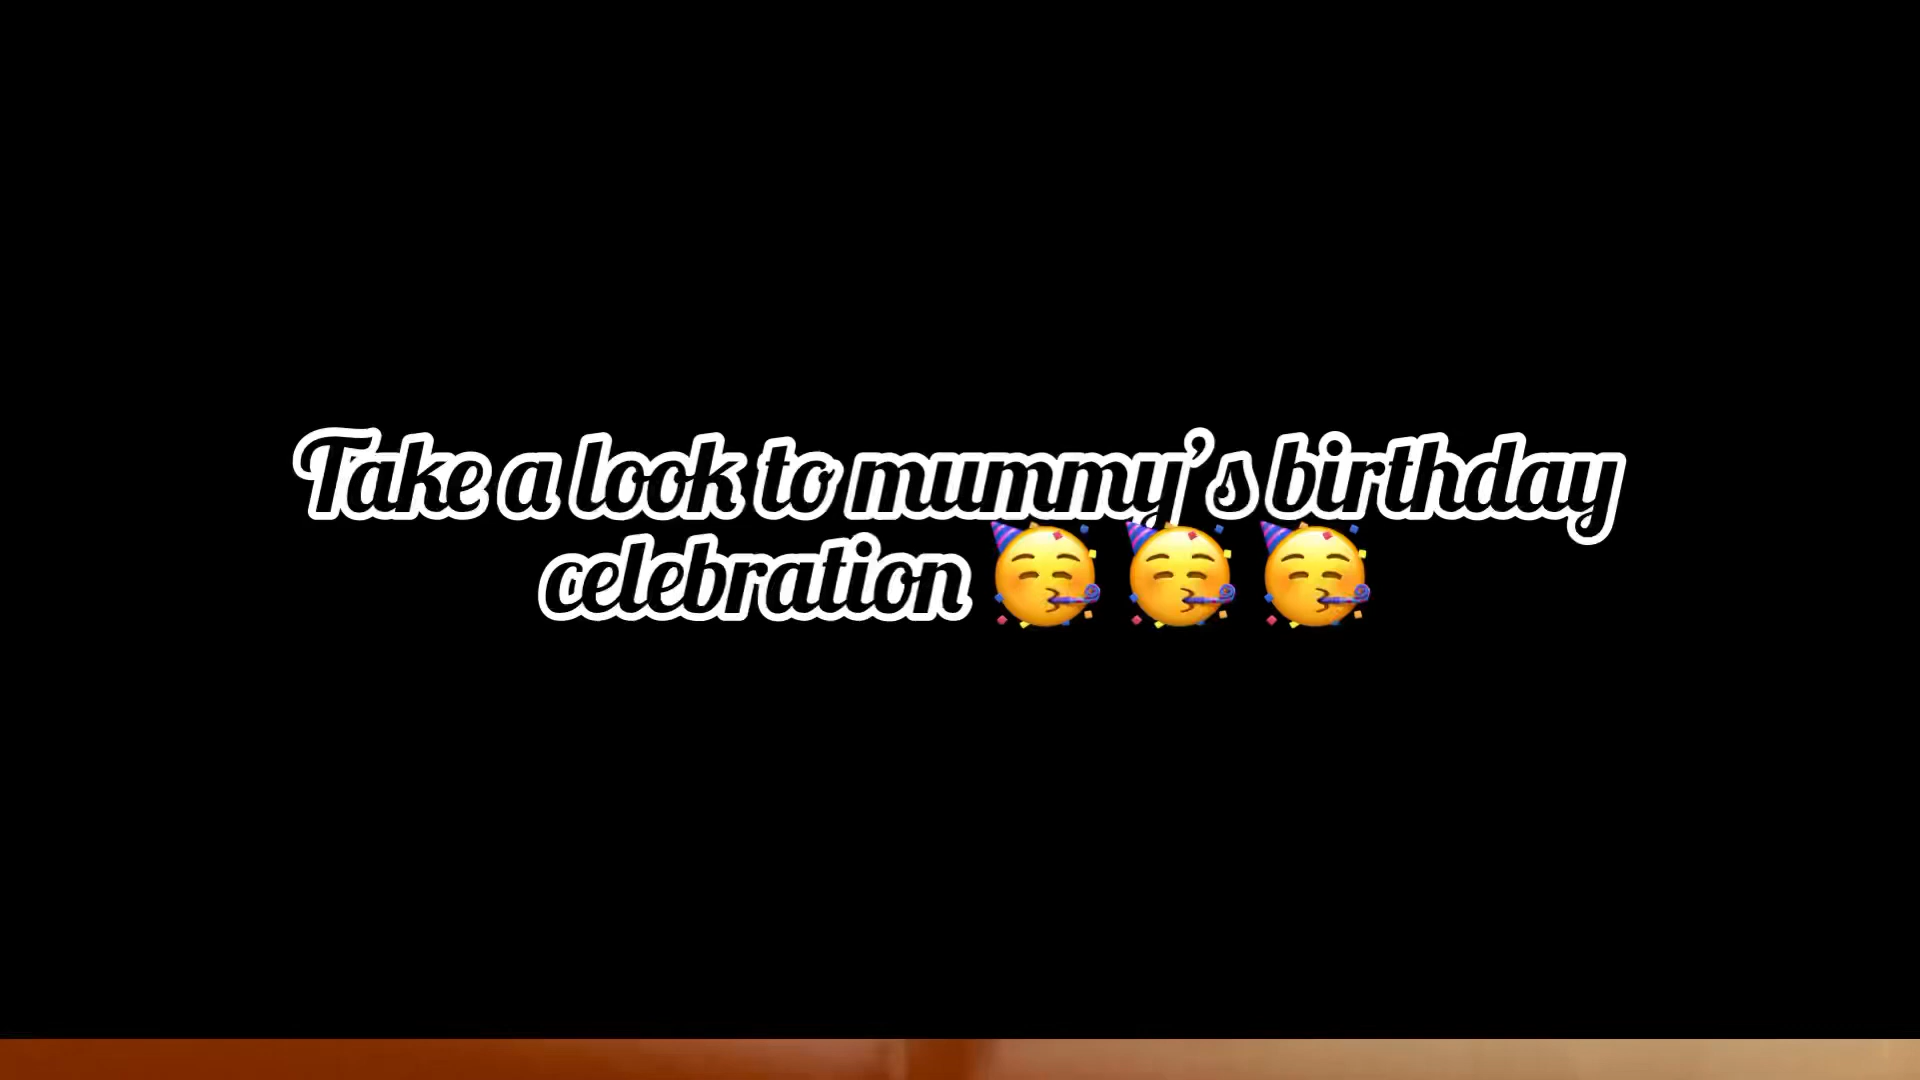 Take a look to mummy’s birthday
celebration 🥳 🥳 🥳